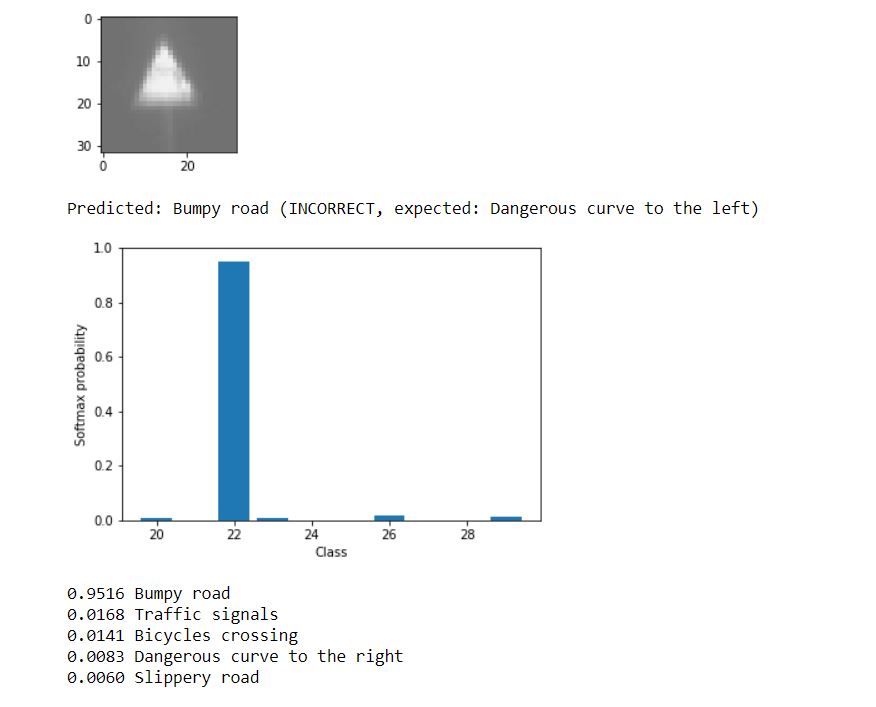 0
10
20
30
0 20
Predicted: Bumpy road (INCORRECT, expected: Dangerous curve to the left)
1.0
0.8
0.6
0.4
0.2
0.0
Softmax probability
20 22 24 26 28
Class
0.9516 Bumpy road
0.0168 Traffic signals
0.0141 Bicycles crossing
0.0083 Dangerous curve to the right
0.0060 Slippery road